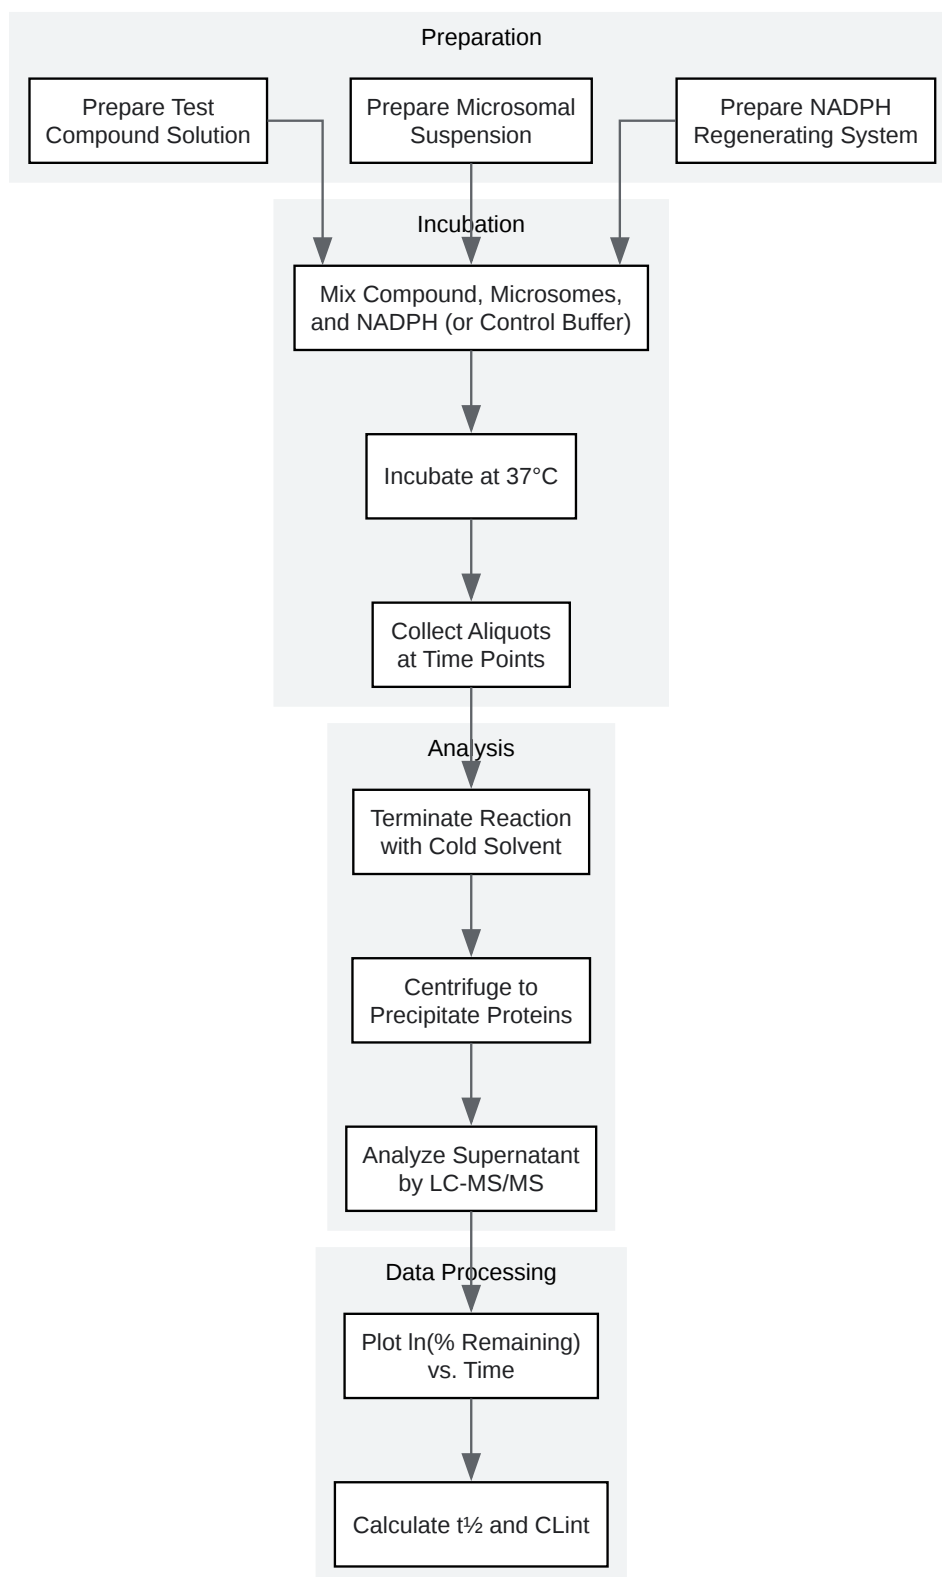 Preparation
Prepare Test
Compound Solution
Prepare Microsomal
Suspension
Prepare NADPH
Regenerating System
Incubation
Mix Compound, Microsomes,
and NADPH (or Control Buffer)
Incubate at 37°C
Collect Aliquots
at Time Points
Analysis
Terminate Reaction
with Cold Solvent
Centrifuge to
Precipitate Proteins
Analyze Supernatant
by LC-MS/MS
Data Processing
Plot ln(% Remaining)
vs. Time
Calculate t½ and CLint